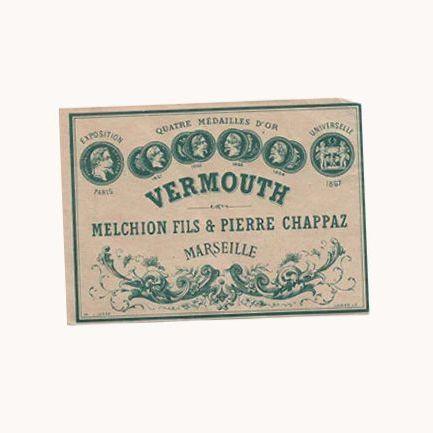 QUATRE MÉDAILLES D'OR
EXPOSITION
UNIVERSELLE
PARIS
1867
VERMOUTH
MELCHION FILS & PIERRE CHAPPAZ
MARSEILLE